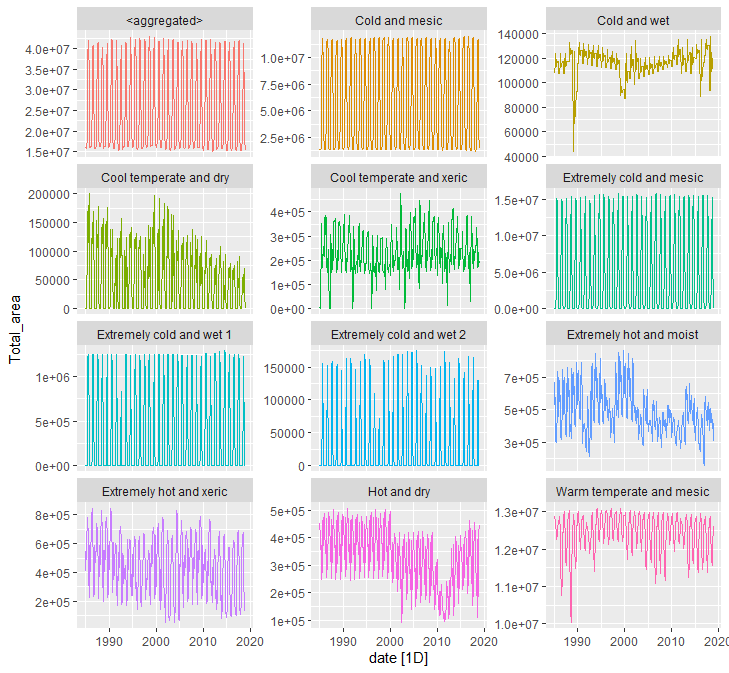 <aggregated>
Cold and mesic
Cold and wet
4.0e+07
3.5e+07
3.0e+07
2.5e+07
2.0e+07
1.5e+07
1.0e+07
7.5e+06
5.0e+06
2.5e+06
140000
120000
100000
80000
60000
40000
Cool temperate and dry
Cool temperate and xeric
Extremely cold and mesic
200000
150000
100000
50000
0
4e+05
3e+05
2e+05
1e+05
0e+00
1.5e+07
1.0e+07
5.0e+06
0.0e+00
Total_area
Extremely cold and wet 1
Extremely cold and wet 2
Extremely hot and moist
1e+06
5e+05
0e+00
150000
100000
50000
0
7e+05
5e+05
3e+05
Extremely hot and xeric
Hot and dry
Warm temperate and mesic
8e+05
6e+05
4e+05
2e+05
5e+05
4e+05
3e+05
2e+05
1e+05
1.3e+07
1.2e+07
1.1e+07
1.0e+07
1990 2000 2010 2020
1990 2000 2010 2020
1990 2000 2010 2020
date [1D]